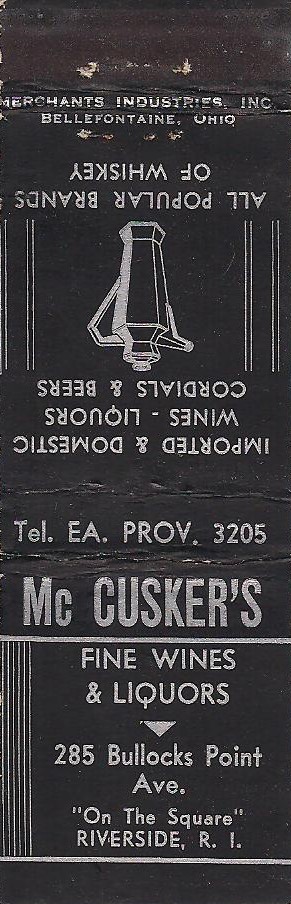 MERCHANTS INDUSTRIES, INC.
BELLEFONTAINE, OHIO
IMPORTED & DOMESTIC
WINES - LIQUORS
CORDIALS & BEERS
ALL POPULAR BRANDS
OF WHISKEY
Tel. EA. PROV. 3205
Mc CUSKER'S
FINE WINES
& LIQUORS
285 Bullocks Point
Ave.
"On The Square"
RIVERSIDE, R. I.